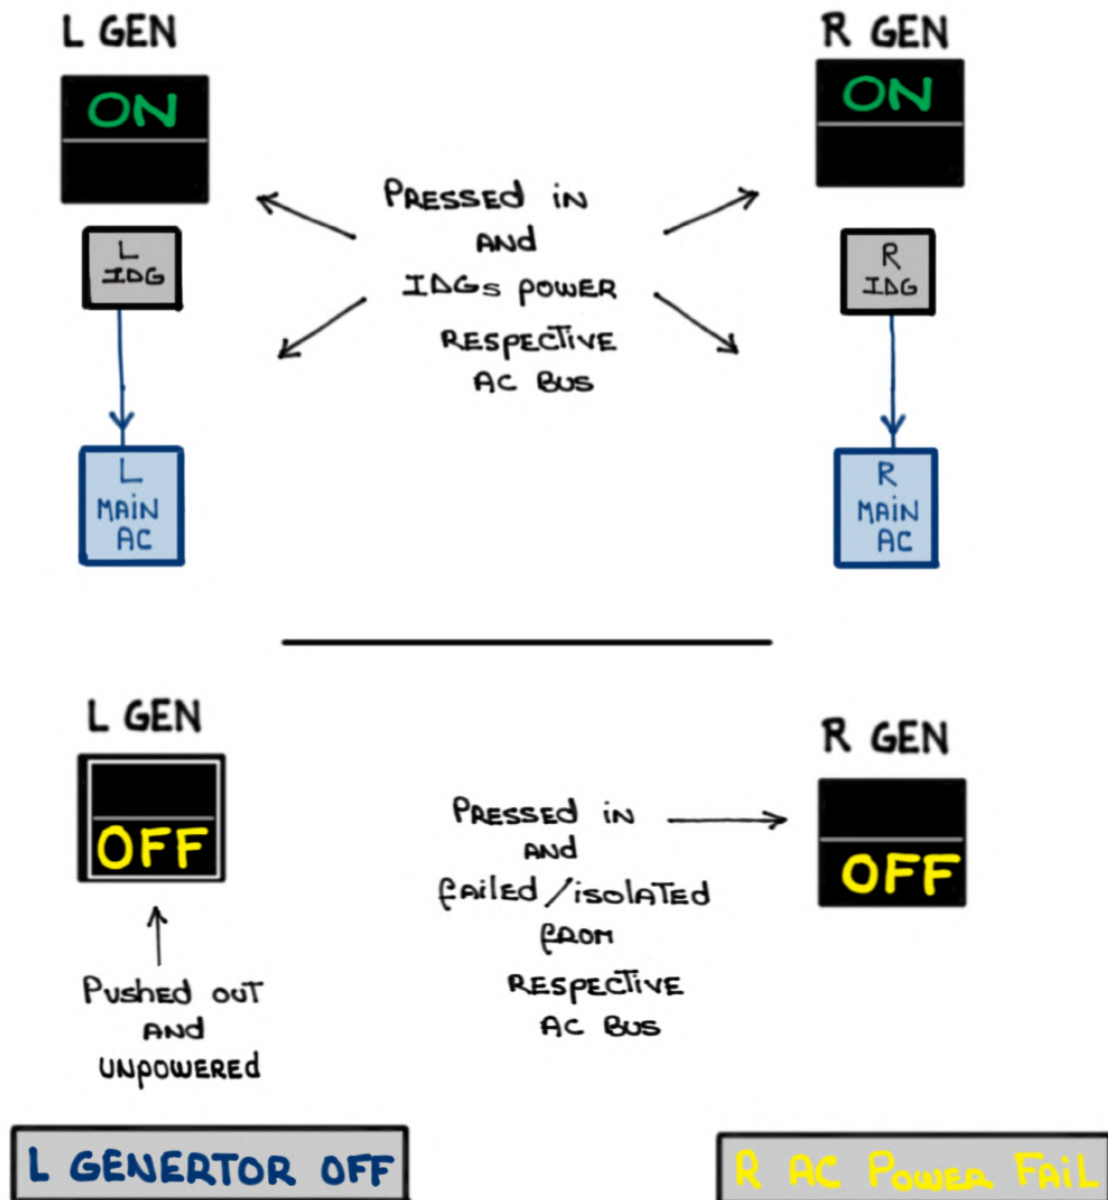 L GEN
ON
L
IDG
L
MAIN
AC
PRESSED IN
AND
IDGs POWER
RESPECTIVE
AC BUS
R GEN
ON
R
IDG
R
MAIN
AC
L GEN
OFF
PUSHED OUT
AND
UNPOWERED
L GENERTOR OFF
PRESSED IN
AND
FAILED/ISOLATED
FROM
RESPECTIVE
AC BUS
R GEN
OFF
R AC POWER FAIL